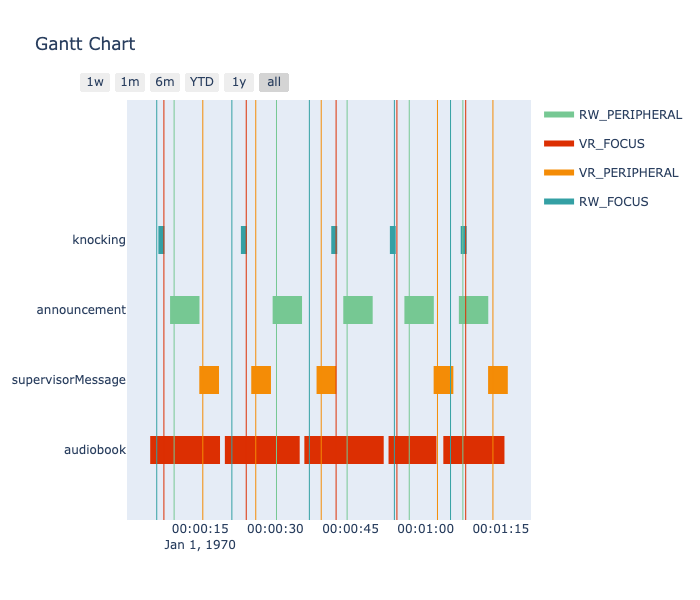 Gantt Chart
1w 1m 6m YTD 1y all
RW_PERIPHERAL
VR_FOCUS
VR_PERIPHERAL
RW_FOCUS
knocking
announcement
supervisorMessage
audiobook
00:00:15 00:00:30 00:00:45 00:01:00 00:01:15
Jan 1, 1970